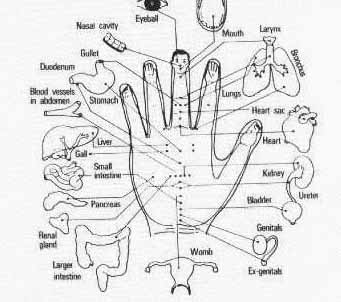 Eyeball
Nasal cavity
Mouth
Larynx
Bronchus
Gullet
Duodenum
Stomach
Lungs
Blood vessels
in abdomen
Heart sac
Liver
Heart
Gall
Small
intestine
Kidney
Ureter
Pancreas
Bladder
Renal
gland
Genitals
Womb
Larger
intestine
Ex-genitals